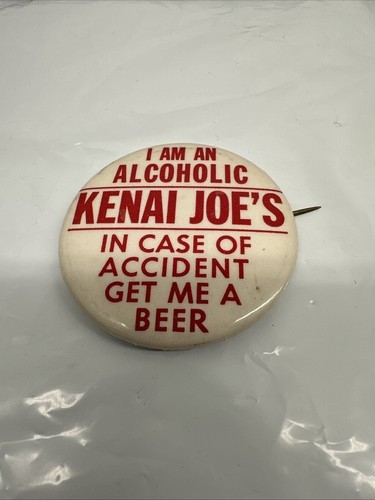 I AM AN
ALCOHOLIC
KENAI JOE'S
IN CASE OF
ACCIDENT
GET ME A
BEER